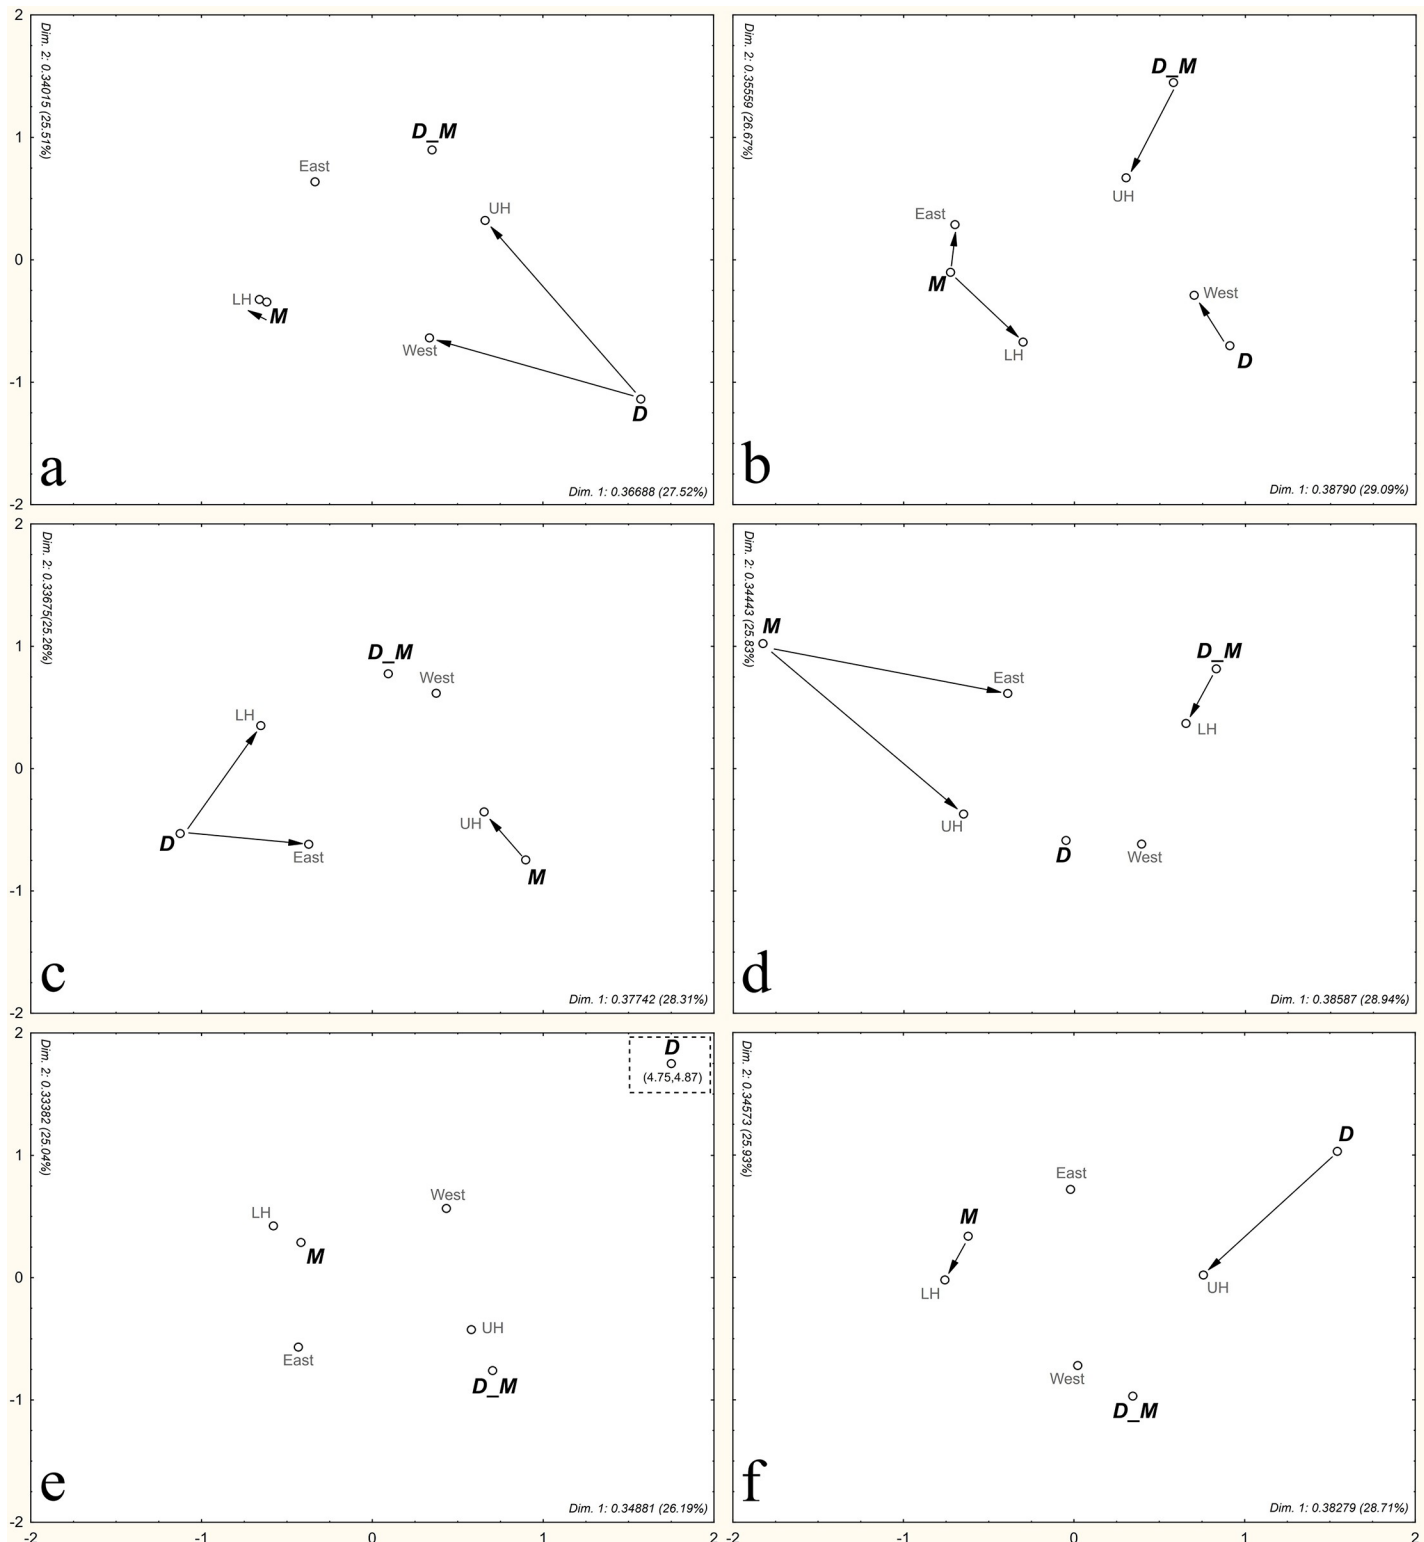 2
1
0
-1
-2
Dim. 2: 0.34015 (25.51%)
D_M
East
UH
LH
M
West
D
a
Dim. 1: 0.36688 (27.52%)
Dim. 2: 0.35559 (26.67%)
D_M
UH
East
M
West
LH
D
b
Dim. 1: 0.38790 (29.09%)
2
1
0
-1
-2
Dim. 2: 0.33675(25.26%)
D_M
West
LH
UH
D
East
M
c
Dim. 1: 0.37742 (28.31%)
Dim. 2: 0.34443 (25.83%)
M
D_M
East
LH
UH
D
West
d
Dim. 1: 0.38587 (28.94%)
2
1
0
-1
-2
Dim. 2: 0.33382 (25.04%)
D
(4.75,4.87)
West
LH
M
UH
East
D_M
e
Dim. 1: 0.34881 (26.19%)
Dim. 2: 0.34573 (25.93%)
D
East
M
LH
UH
West
D_M
f
Dim. 1: 0.38279 (28.71%)
-2 -1 0 1 2
-2 -1 0 1 2